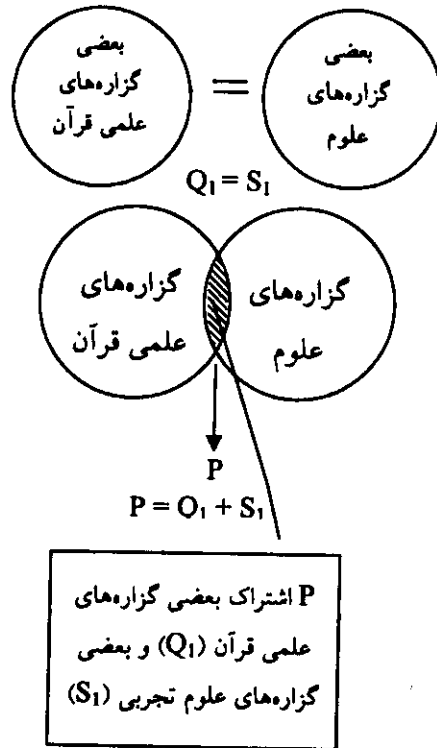 بعضی
گزاره‌های
علمی قرآن
=
بعضی
گزاره‌های
علوم
Q1 = S1
گزاره‌های
علمی قرآن
گزاره‌های
علوم
P
P = Q1 + S1
P اشتراک بعضی گزاره‌های
علمی قرآن (Q1) و بعضی
گزاره‌های علوم تجربی (S1)